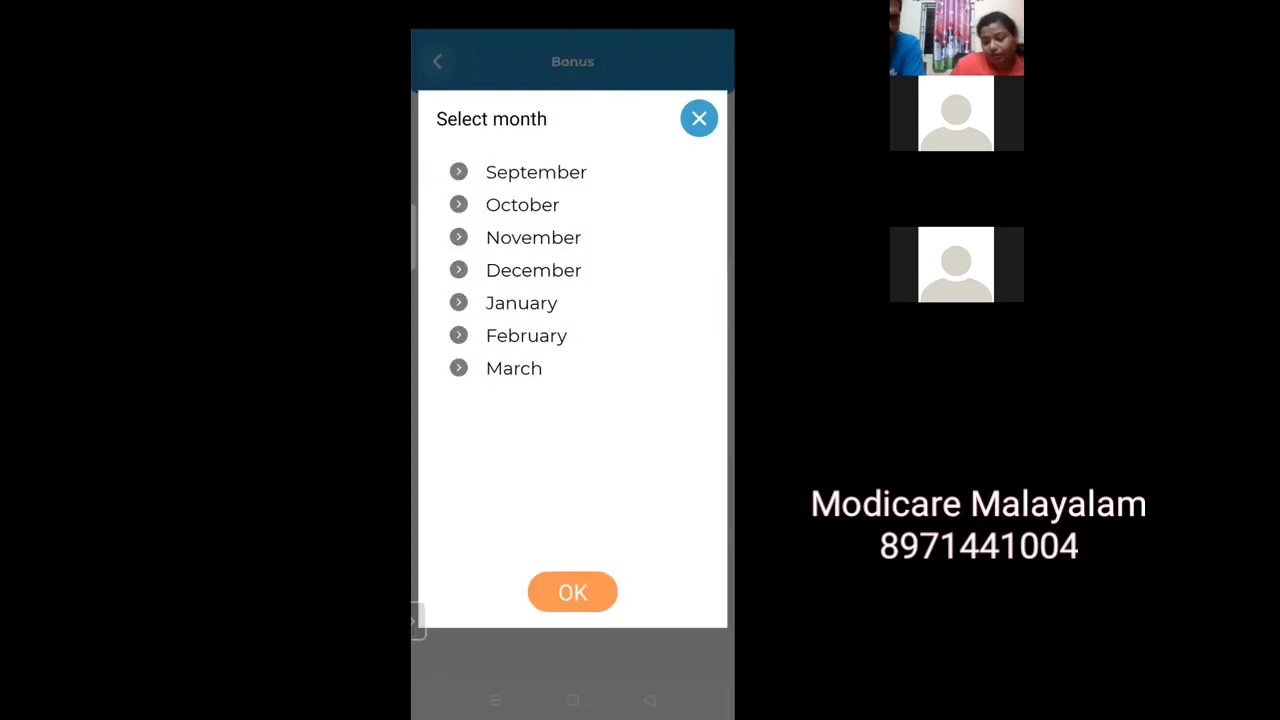 Bonus
Select month
September
October
November
December
January
February
March
OK
Modicare Malayalam
8971441004